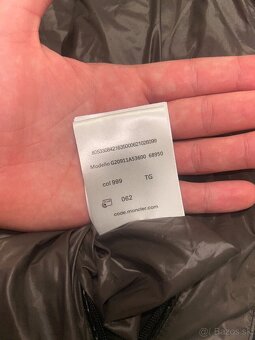 Modello G20911A53600 68950
col 999 TG
062
code.moncler.com
Bazos.sk